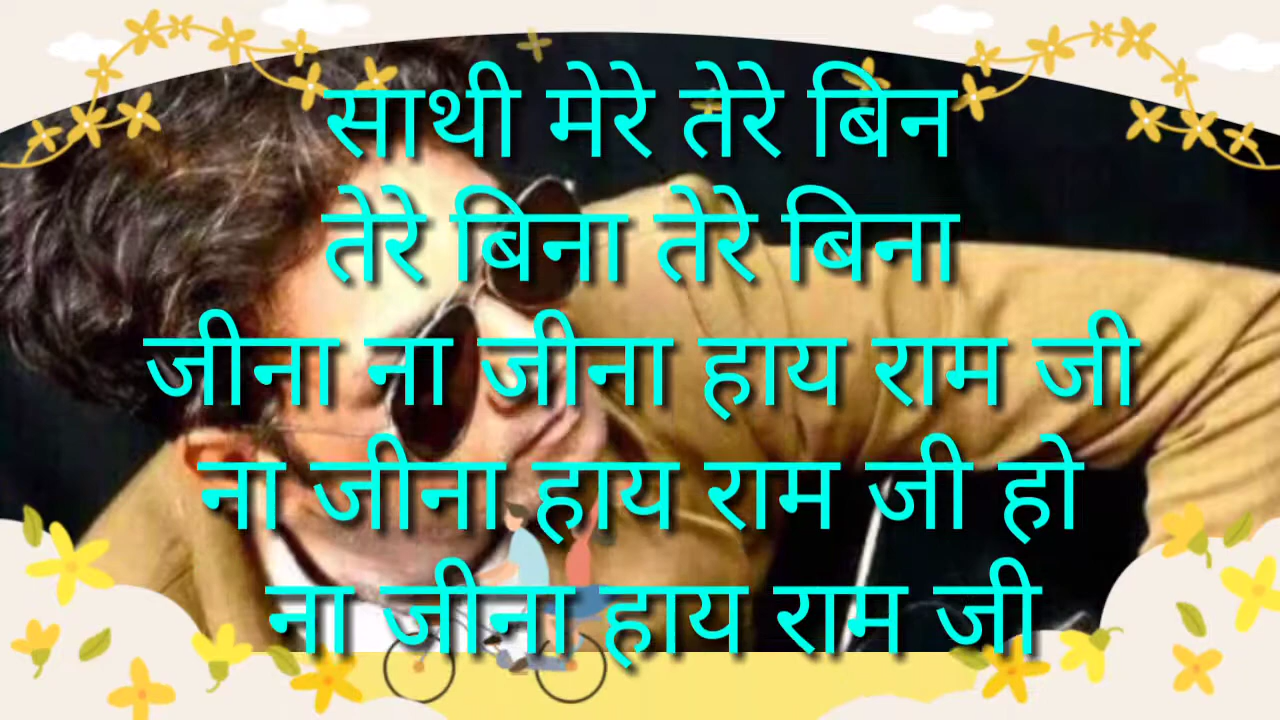 साथी मेरे तेरे बिन
तेरे बिना तेरे बिना
जीना ना जीना हाय राम जी
ना जीना हाय राम जी हो
ना जीना हाय राम जी